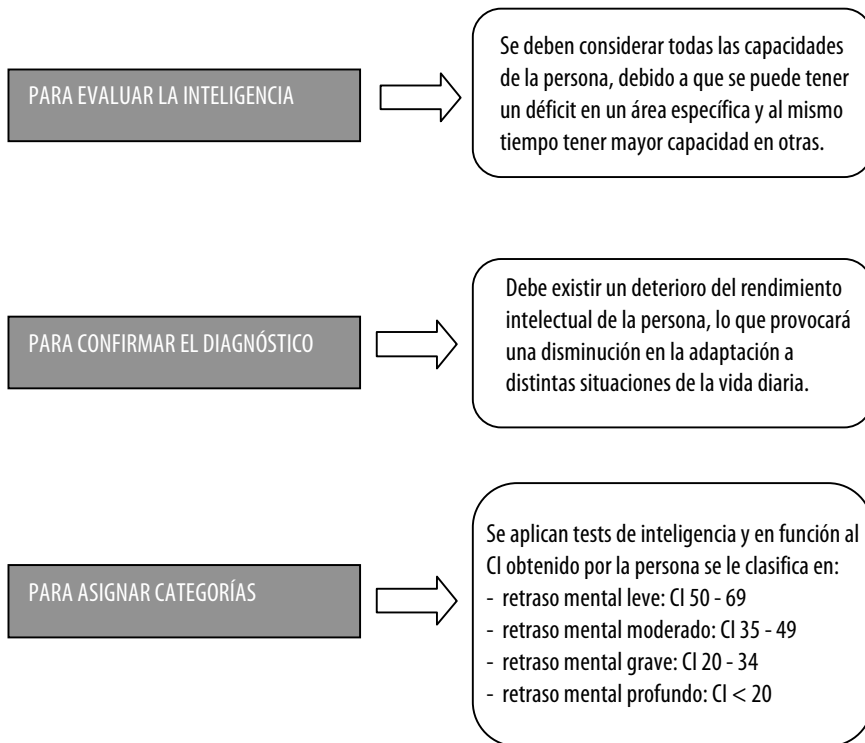 PARA EVALUAR LA INTELIGENCIA
Se deben considerar todas las capacidades
de la persona, debido a que se puede tener
un déficit en un área específica y al mismo
tiempo tener mayor capacidad en otras.
PARA CONFIRMAR EL DIAGNÓSTICO
Debe existir un deterioro del rendimiento
intelectual de la persona, lo que provocará
una disminución en la adaptación a
distintas situaciones de la vida diaria.
PARA ASIGNAR CATEGORÍAS
Se aplican tests de inteligencia y en función al
CI obtenido por la persona se le clasifica en:
- retraso mental leve: CI 50 - 69
- retraso mental moderado: CI 35 - 49
- retraso mental grave: CI 20 - 34
- retraso mental profundo: CI < 20